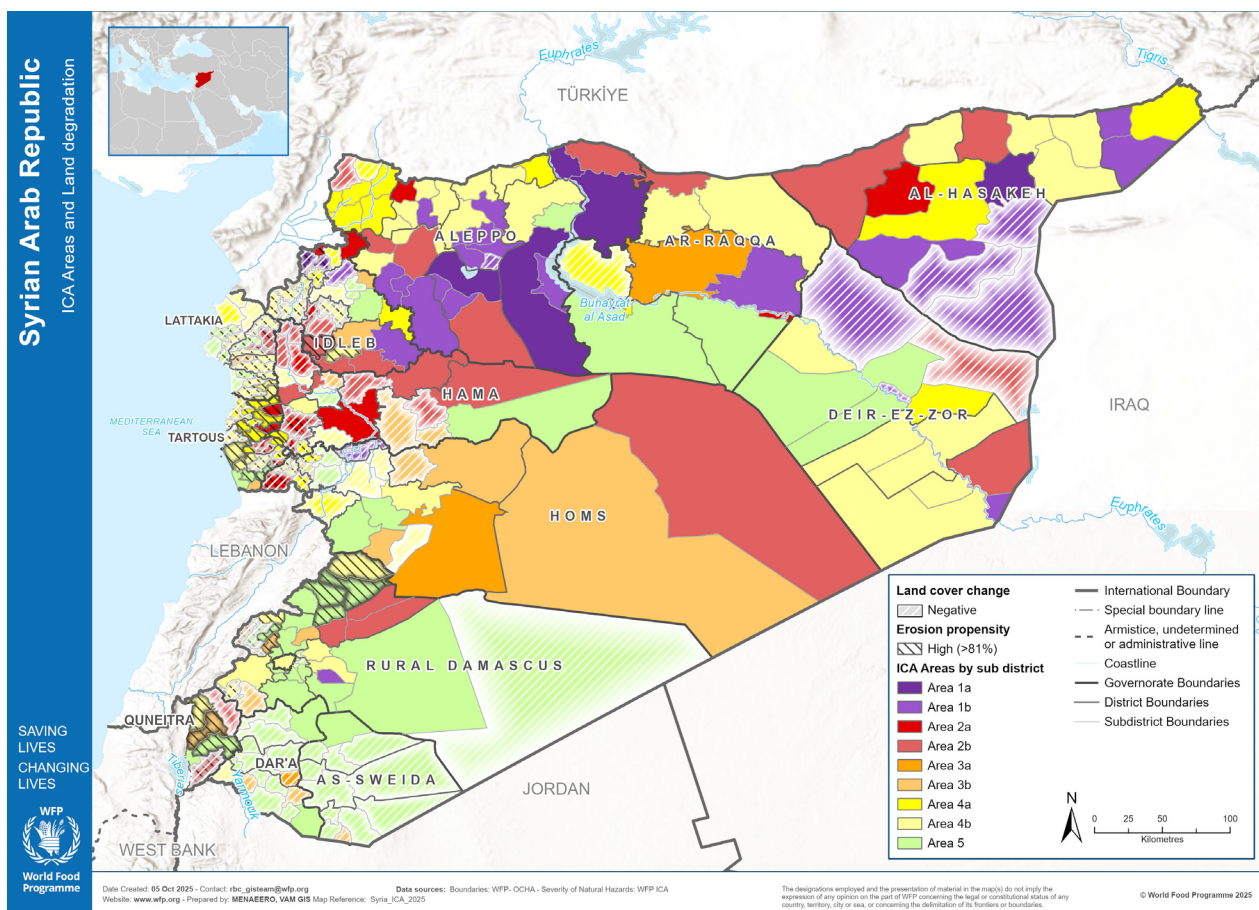 Syrian Arab Republic
ICA Areas and Land degradation
SAVING
LIVES
CHANGING
LIVES
WFP
World Food
Programme
Euphrates
Tigris
TÜRKİYE
AL-HASAKEH
ALEPPO
AR-RAQQA
Buhayrat
al Asad
LATTAKIA
IDLEB
HAMA
DEIR-EZ-ZOR
IRAQ
MEDITERRANEAN
SEA
TARTOUS
HOMS
Euphrates
LEBANON
RURAL DAMASCUS
QUNEITRA
DAR'A
AS-SWEIDA
Tiberias
Yarmouk
JORDAN
WEST BANK
Land cover change
Negative
Erosion propensity
High (>81%)
ICA Areas by sub district
Area 1a
Area 1b
Area 2a
Area 2b
Area 3a
Area 3b
Area 4a
Area 4b
Area 5
International Boundary
Special boundary line
Armistice, undetermined
or administrative line
Coastline
Governorate Boundaries
District Boundaries
Subdistrict Boundaries
N
0 25 50 100
Kilometres
Date Created: 05 Oct 2025 - Contact: rbc_gisteam@wfp.org
Website: www.wfp.org - Prepared by: MENAEERO, VAM GIS Map Reference: Syria_ICA_2025
Data sources: Boundaries: WFP- OCHA - Severity of Natural Hazards: WFP ICA
The designations employed and the presentation of material in the map(s) do not imply
the expression of any opinion on the part of WFP concerning the legal or constitutional status of any
country, territory, city or sea, or concerning the delimitation of its frontiers or boundaries.
© World Food Programme 2025